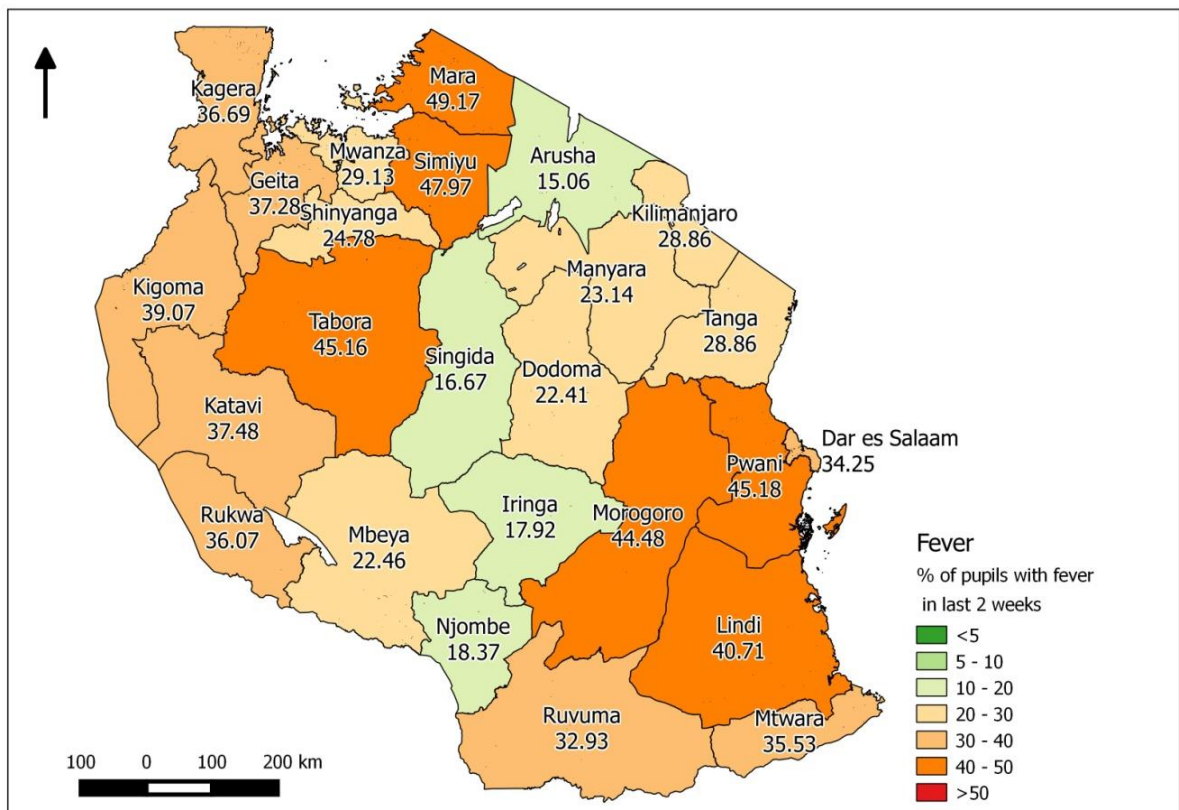 Kagera
36.69
Mara
49.17
Mwanza
29.13
Simiyu
47.97
Arusha
15.06
Geita
37.28
Shinyanga
24.78
Kilimanjaro
28.86
Kigoma
39.07
Manyara
23.14
Tabora
45.16
Singida
16.67
Tanga
28.86
Dodoma
22.41
Katavi
37.48
Dar es Salaam
34.25
Pwani
45.18
Rukwa
36.07
Iringa
17.92
Morogoro
44.48
Mbeya
22.46
Njombe
18.37
Lindi
40.71
Ruvuma
32.93
Mtwara
35.53
Fever
% of pupils with fever
in last 2 weeks
<5
5 - 10
10 - 20
20 - 30
30 - 40
40 - 50
>50
100 0 100 200 km